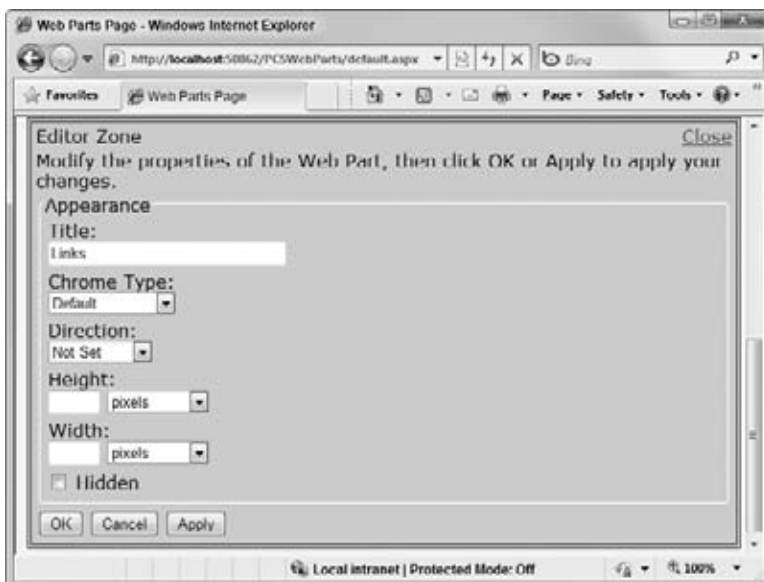 Web Parts Page - Windows Internet Explorer
http://localhost:50862/PCSWebParts/default.aspx
Bing
Favorites
Web Parts Page
Page
Safety
Tools
Editor Zone
Close
Modify the properties of the Web Part, then click OK or Apply to apply your
changes.
Appearance
Title:
Links
Chrome Type:
Default
Direction:
Not Set
Height:
pixels
Width:
pixels
Hidden
OK Cancel Apply
Local intranet | Protected Mode: Off
100%